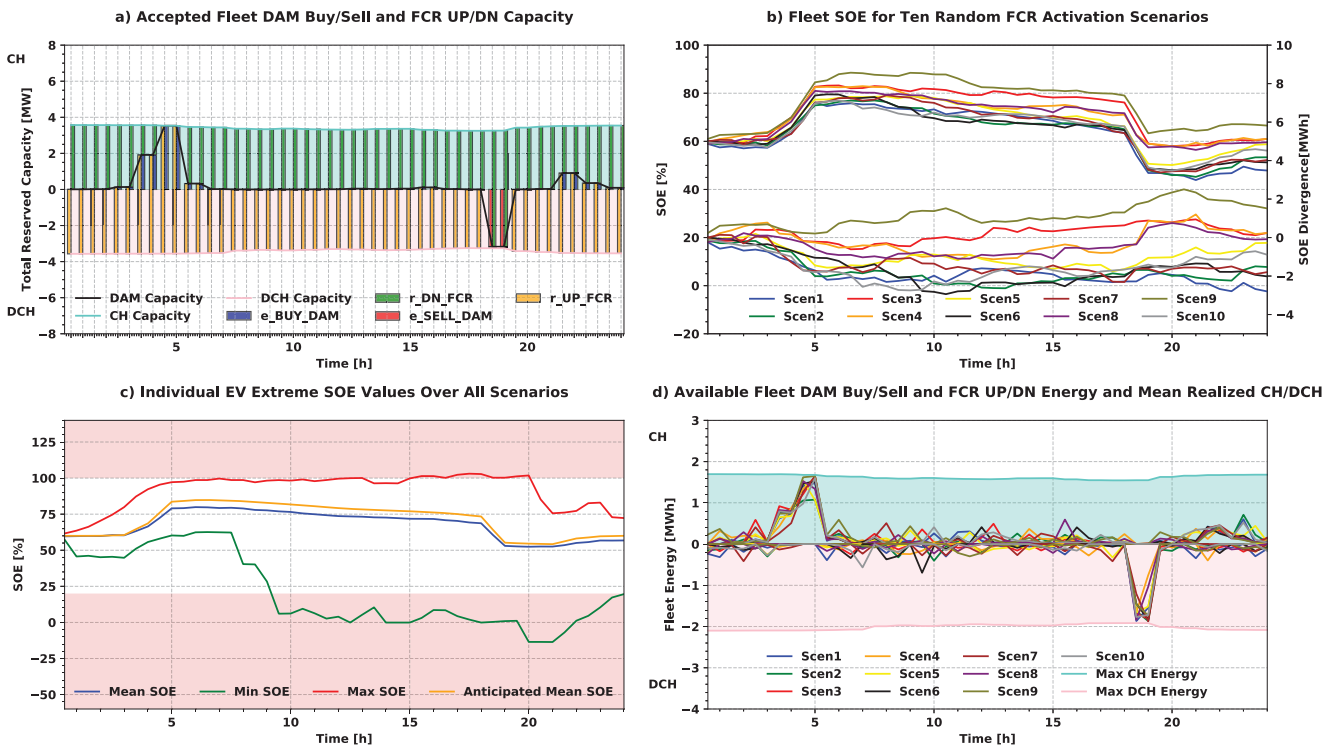 a) Accepted Fleet DAM Buy/Sell and FCR UP/DN Capacity
CH
Total Reserved Capacity [MW]
DCH
8
6
4
2
0
−2
−4
−6
−8
DAM Capacity
CH Capacity
DCH Capacity
e_BUY_DAM
r_DN_FCR
e_SELL_DAM
r_UP_FCR
5
10
15
20
Time [h]
b) Fleet SOE for Ten Random FCR Activation Scenarios
SOE [%]
100
80
60
40
20
0
−20
10
8
6
4
2
0
−2
−4
SOE Divergence[MWh]
Scen1
Scen2
Scen3
Scen4
Scen5
Scen6
Scen7
Scen8
Scen9
Scen10
5
10
15
20
Time [h]
c) Individual EV Extreme SOE Values Over All Scenarios
SOE [%]
125
100
75
50
25
0
−25
−50
Mean SOE
Min SOE
Max SOE
Anticipated Mean SOE
5
10
15
20
Time [h]
d) Available Fleet DAM Buy/Sell and FCR UP/DN Energy and Mean Realized CH/DCH
CH
Fleet Energy [MWh]
DCH
3
2
1
0
−1
−2
−3
−4
Scen1
Scen2
Scen3
Scen4
Scen5
Scen6
Scen7
Scen8
Scen9
Scen10
Max CH Energy
Max DCH Energy
5
10
15
20
Time [h]